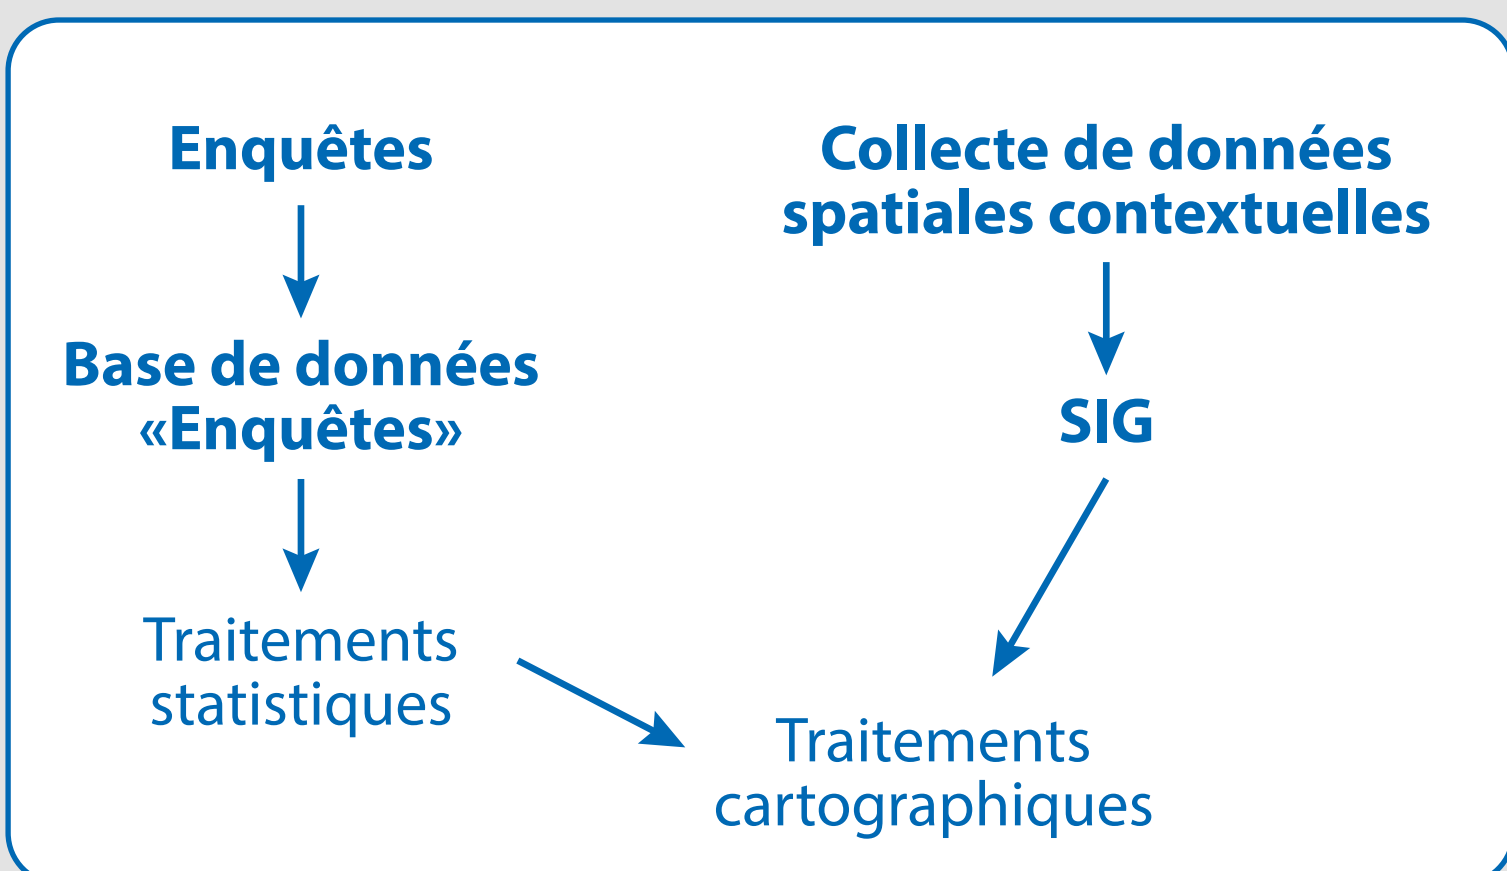 Enquêtes
Collecte de données
spatiales contextuelles
Base de données
«Enquêtes»
SIG
Traitements
statistiques
Traitements
cartographiques